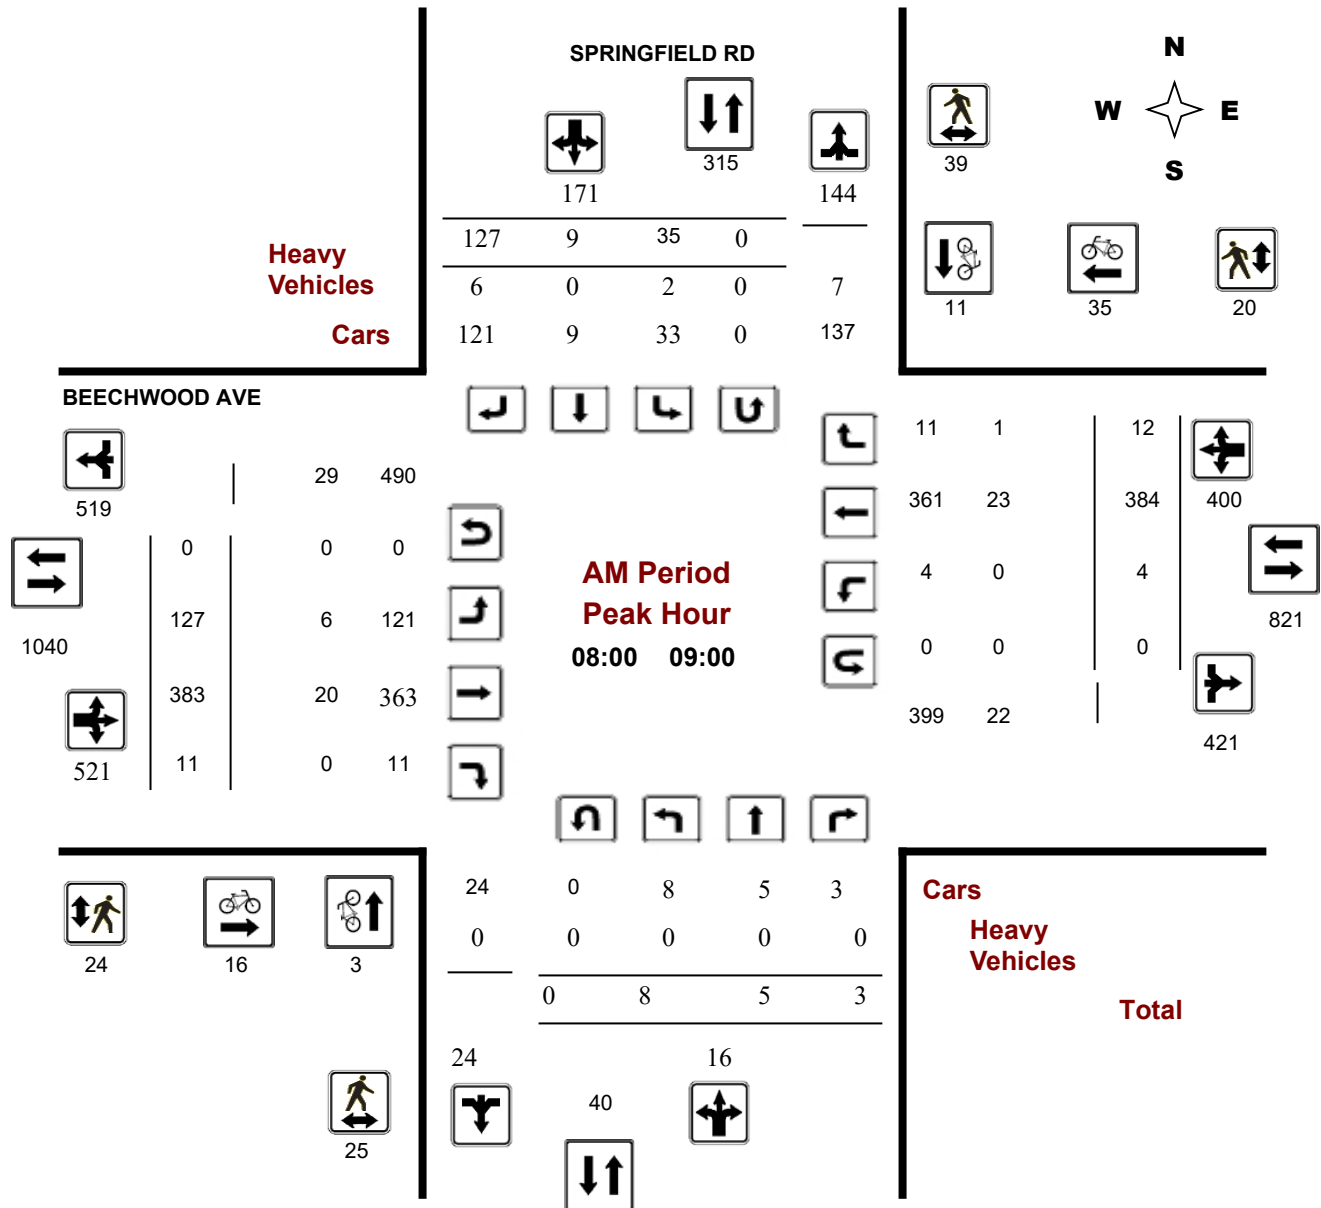 SPRINGFIELD RD
N
W E
S
315
39
171 144
127 9 35 0
Heavy
Vehicles
6 0 2 0 7
11 35 20
Cars
121 9 33 0 137
BEECHWOOD AVE
11 1 12
29 490
519
361 23 384 400
0 0 0
AM Period
4 0 4
Peak Hour
127 6 121
821
1040
08:00 09:00
0 0 0
383 20 363
399 22
421
521 11 0 11
24 0 8 5 3
Cars
0 0 0 0 0
Heavy
Vehicles
24 16 3
0 8 5 3
Total
24 16
40
25